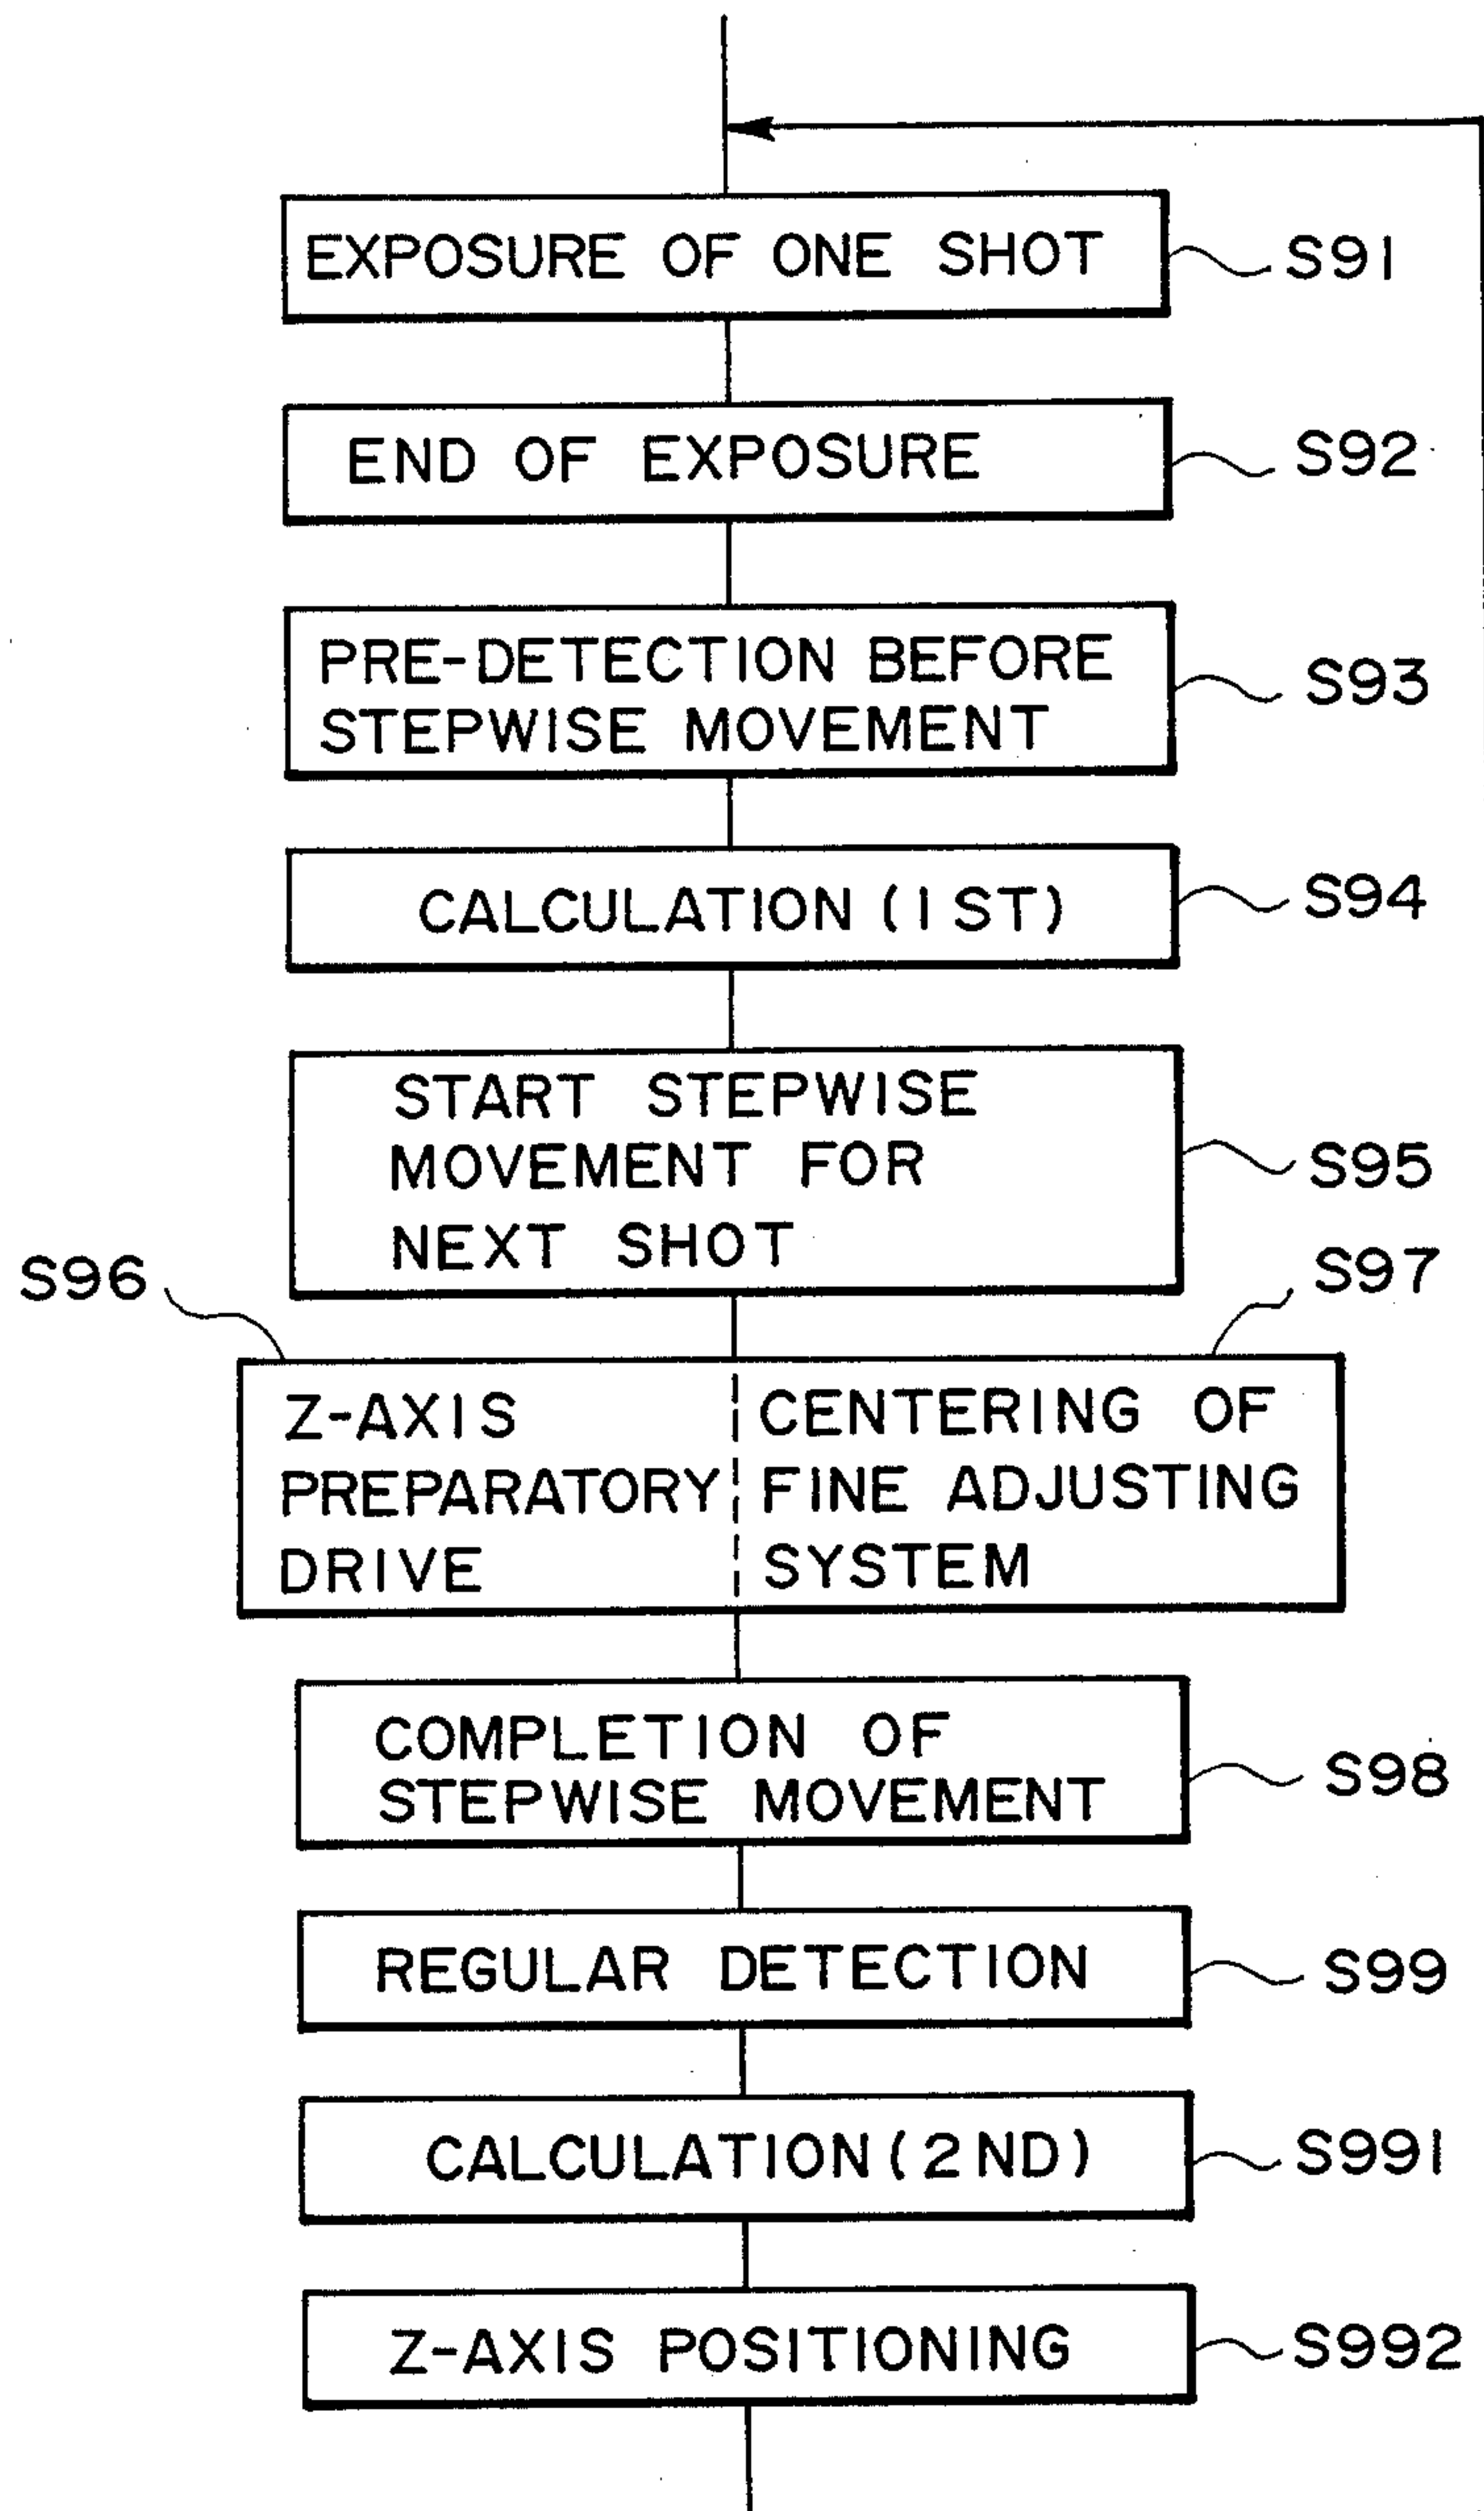 EXPOSURE OF ONE SHOT
S91
END OF EXPOSURE
S92
PRE-DETECTION BEFORE
STEPWISE MOVEMENT
S93
CALCULATION (1ST)
S94
START STEPWISE
MOVEMENT FOR
NEXT SHOT
S95
S96
S97
Z-AXIS
PREPARATORY
DRIVE
CENTERING OF
FINE ADJUSTING
SYSTEM
COMPLETION OF
STEPWISE MOVEMENT
S98
REGULAR DETECTION
S99
CALCULATION (2ND)
S991
Z-AXIS POSITIONING
S992